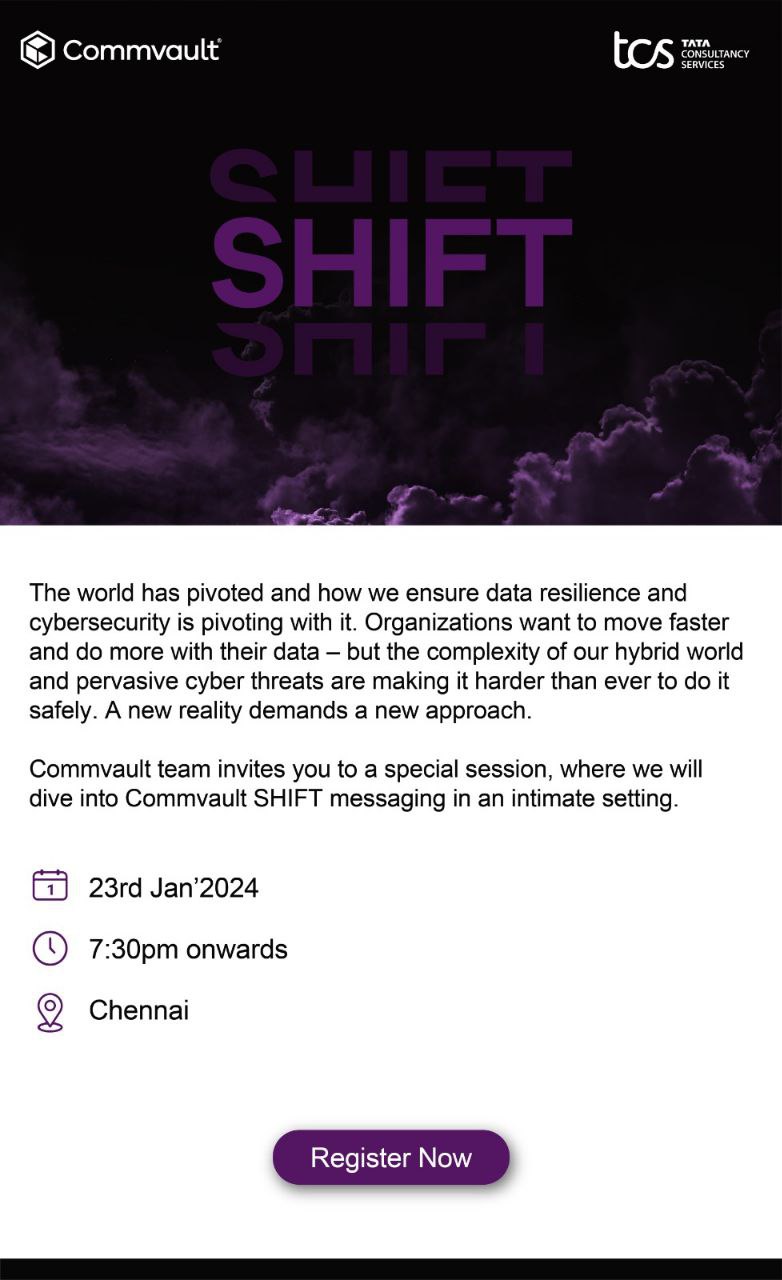 Commvault®
tcs TATA
CONSULTANCY
SERVICES
SHIFT
SHIFT
SHIFT
The world has pivoted and how we ensure data resilience and
cybersecurity is pivoting with it. Organizations want to move faster
and do more with their data – but the complexity of our hybrid world
and pervasive cyber threats are making it harder than ever to do it
safely. A new reality demands a new approach.
Commvault team invites you to a special session, where we will
dive into Commvault SHIFT messaging in an intimate setting.
1
23rd Jan’2024
7:30pm onwards
Chennai
Register Now